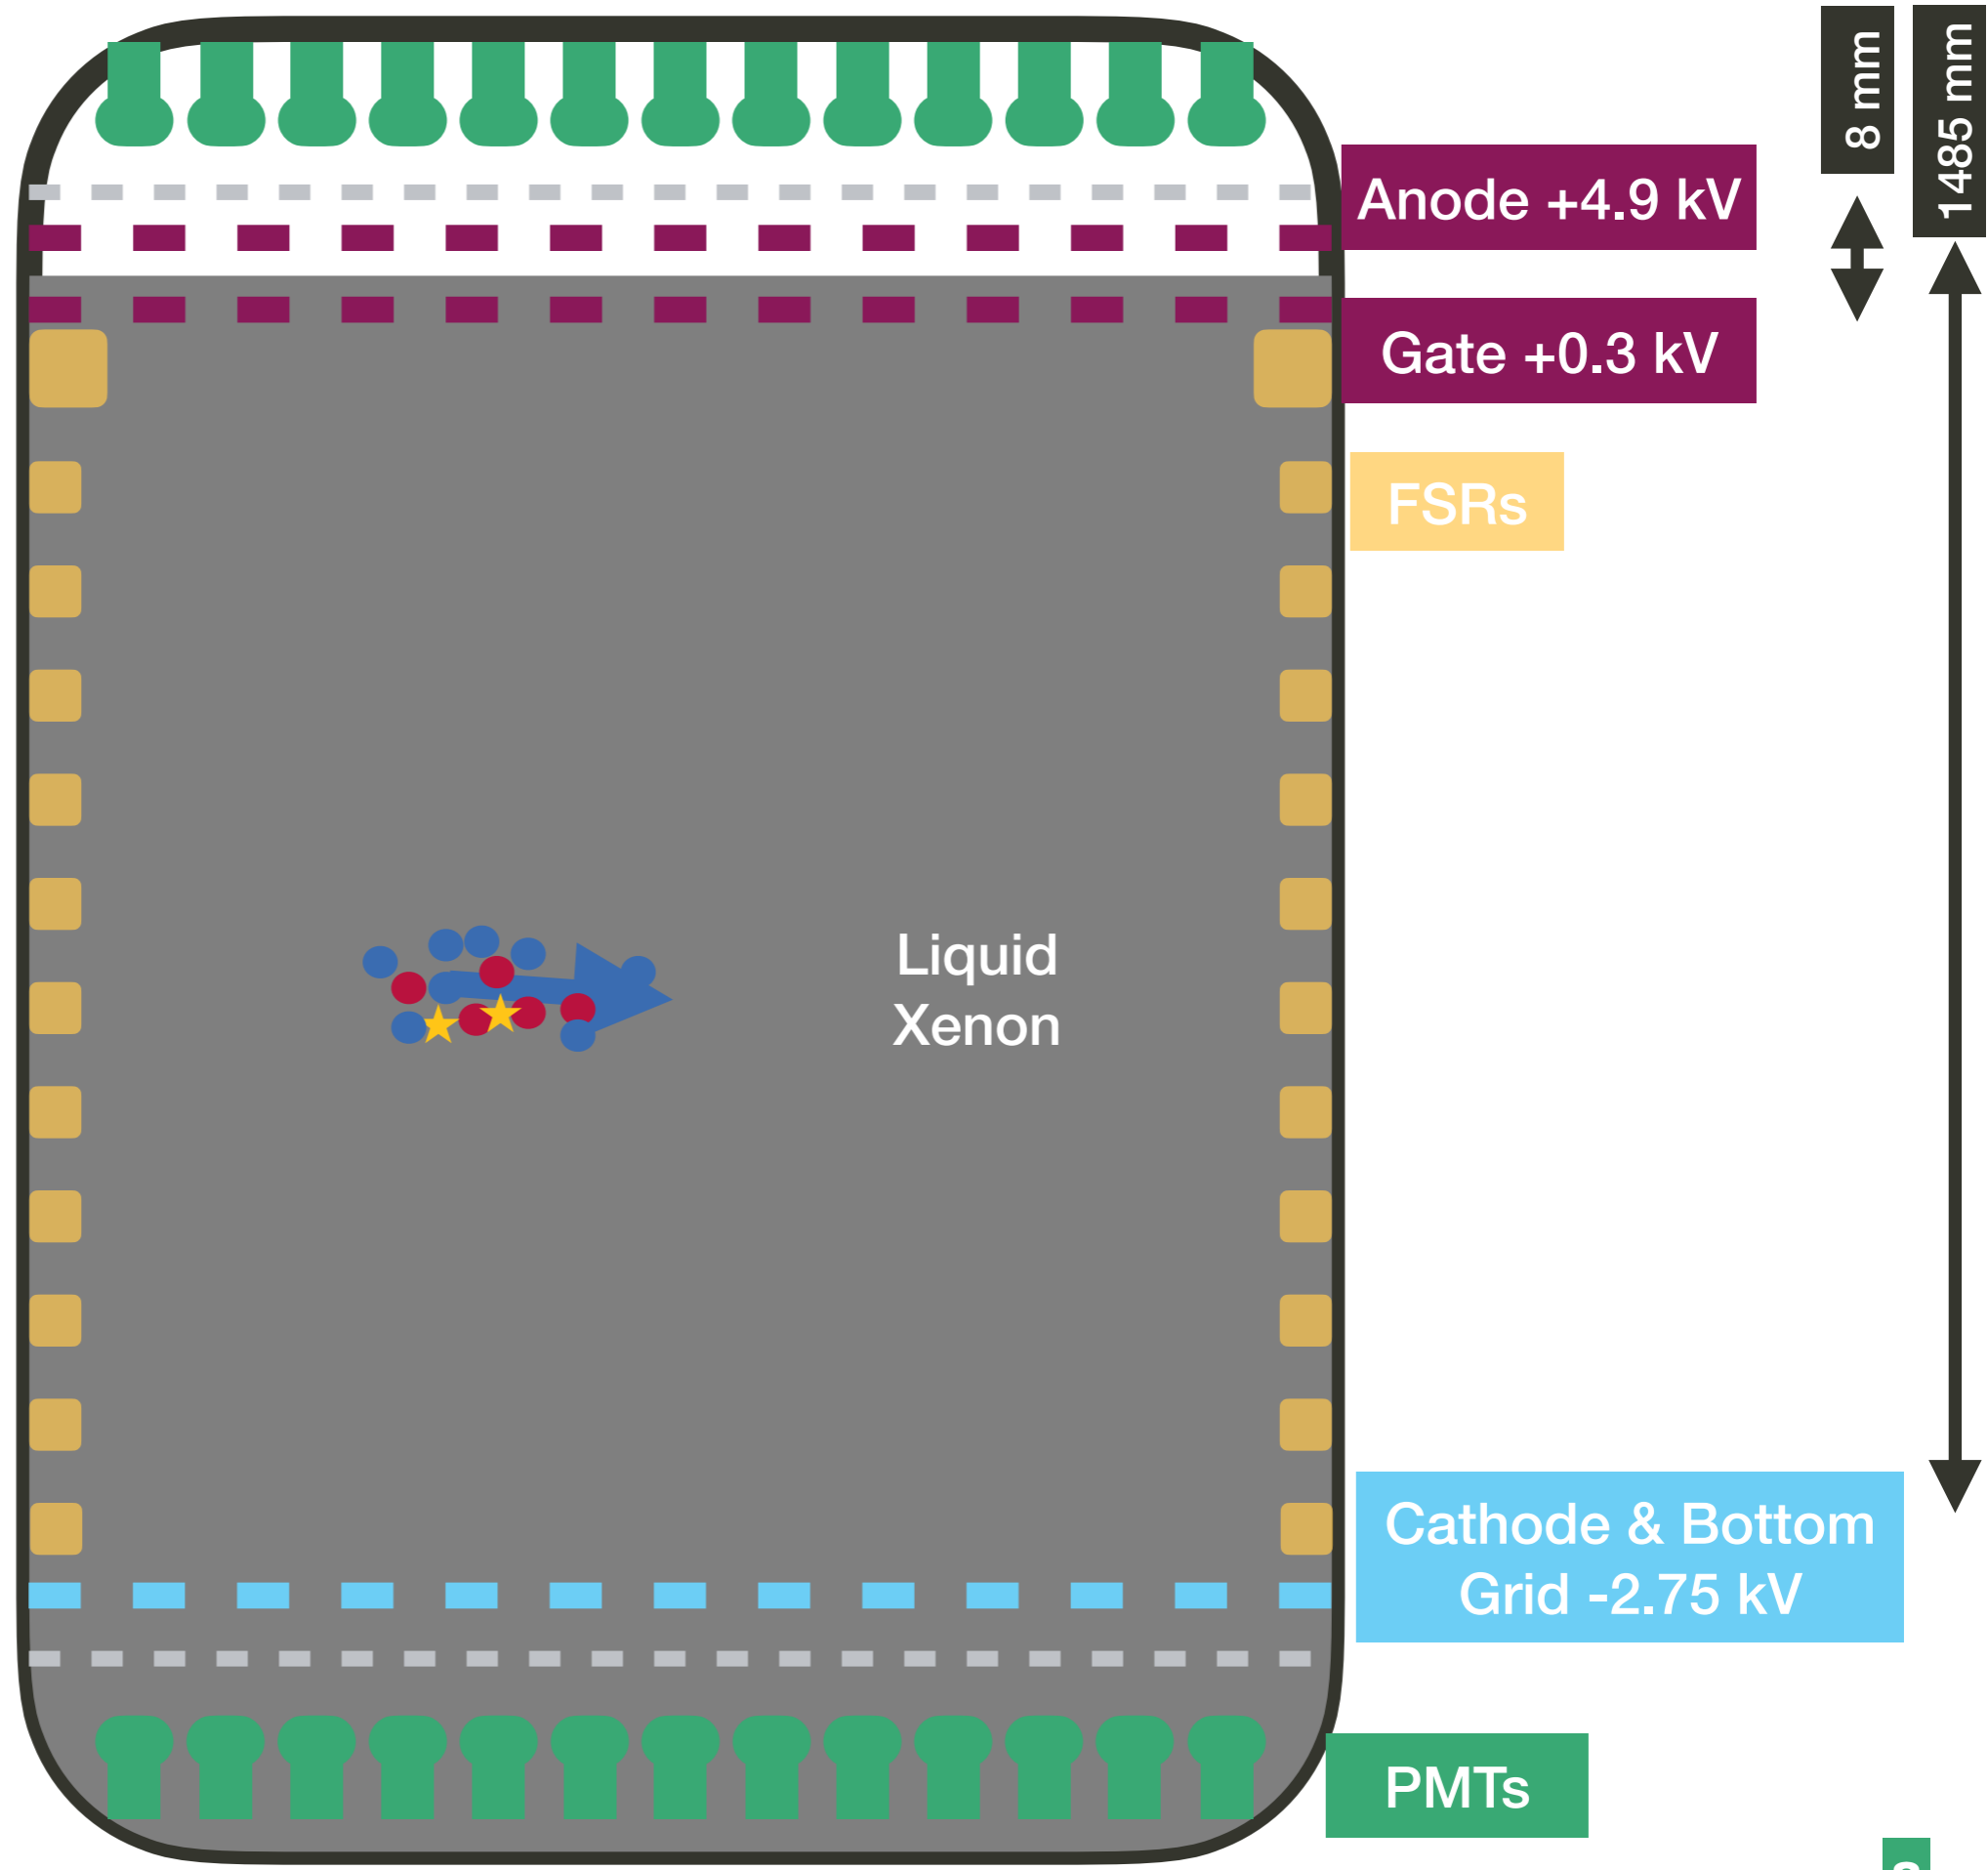 8 mm
1485 mm
Anode +4.9 kV
Gate +0.3 kV
FSRs
Liquid
Xenon
Cathode & Bottom
Grid -2.75 kV
PMTs